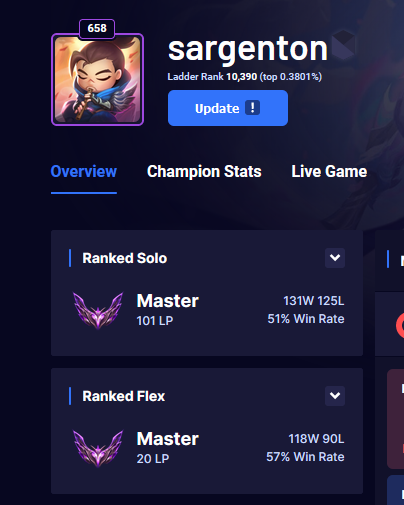 658
sargenton
Ladder Rank 10,390 (top 0.3801%)
Update !
Overview Champion Stats Live Game
Ranked Solo
Master 131W 125L
101 LP 51% Win Rate
Ranked Flex
Master 118W 90L
20 LP 57% Win Rate